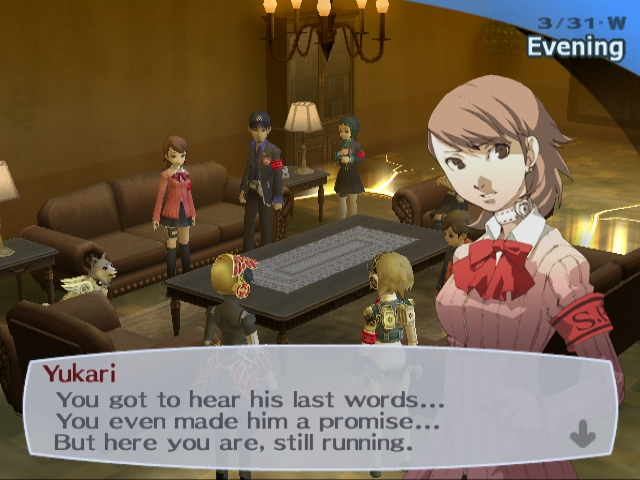 3/31・W
Evening
S.
Yukari
You got to hear his last words...
You even made him a promise...
But here you are, still running.